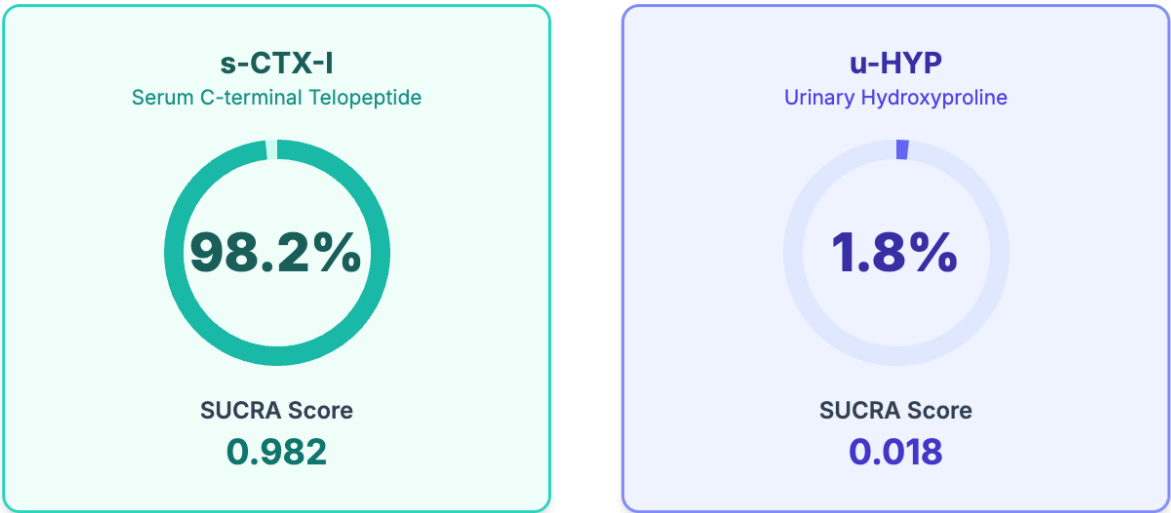 s-CTX-I
Serum C-terminal Telopeptide
98.2%
SUCRA Score
0.982
u-HYP
Urinary Hydroxyproline
1.8%
SUCRA Score
0.018